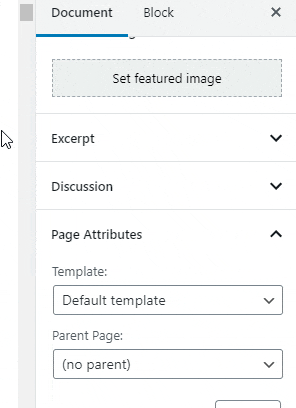 Document
Block
Set featured image
Excerpt
Discussion
Page Attributes
Template:
Default template
Parent Page:
(no parent)